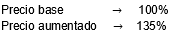 Precio base → 100%
Precio aumentado → 135%